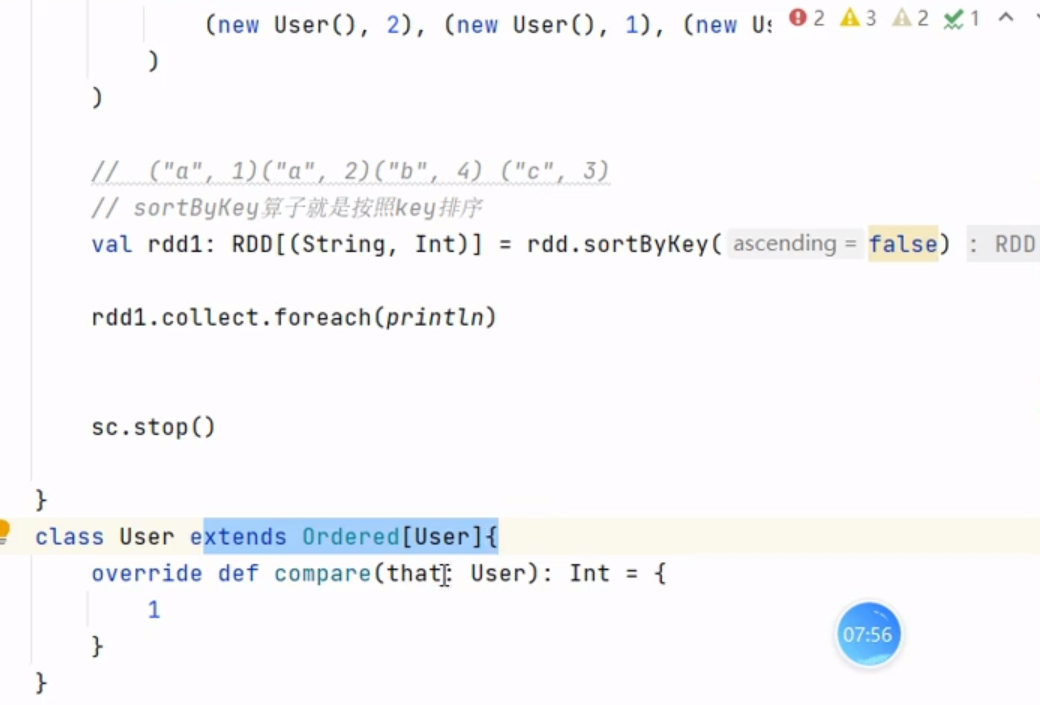 (new User(), 2), (new User(), 1), (new Us 2 3 2 1
)
)
// ("a", 1)("a", 2)("b", 4) ("c", 3)
// sortByKey算子就是按照key排序
val rdd1: RDD[(String, Int)] = rdd.sortByKey( ascending = false) : RDD
rdd1.collect.foreach(println)
sc.stop()
}
class User extends Ordered[User]{
override def compare(that: User): Int = {
1
}
07:56
}